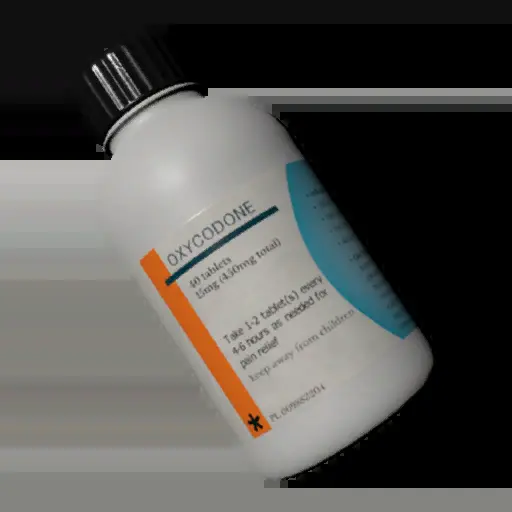 OXYCODONE
40 tablets
15mg (450mg total)
Take 1-2 tablet(s) every
4-6 hours as needed for
pain relief
keep away from children
PL